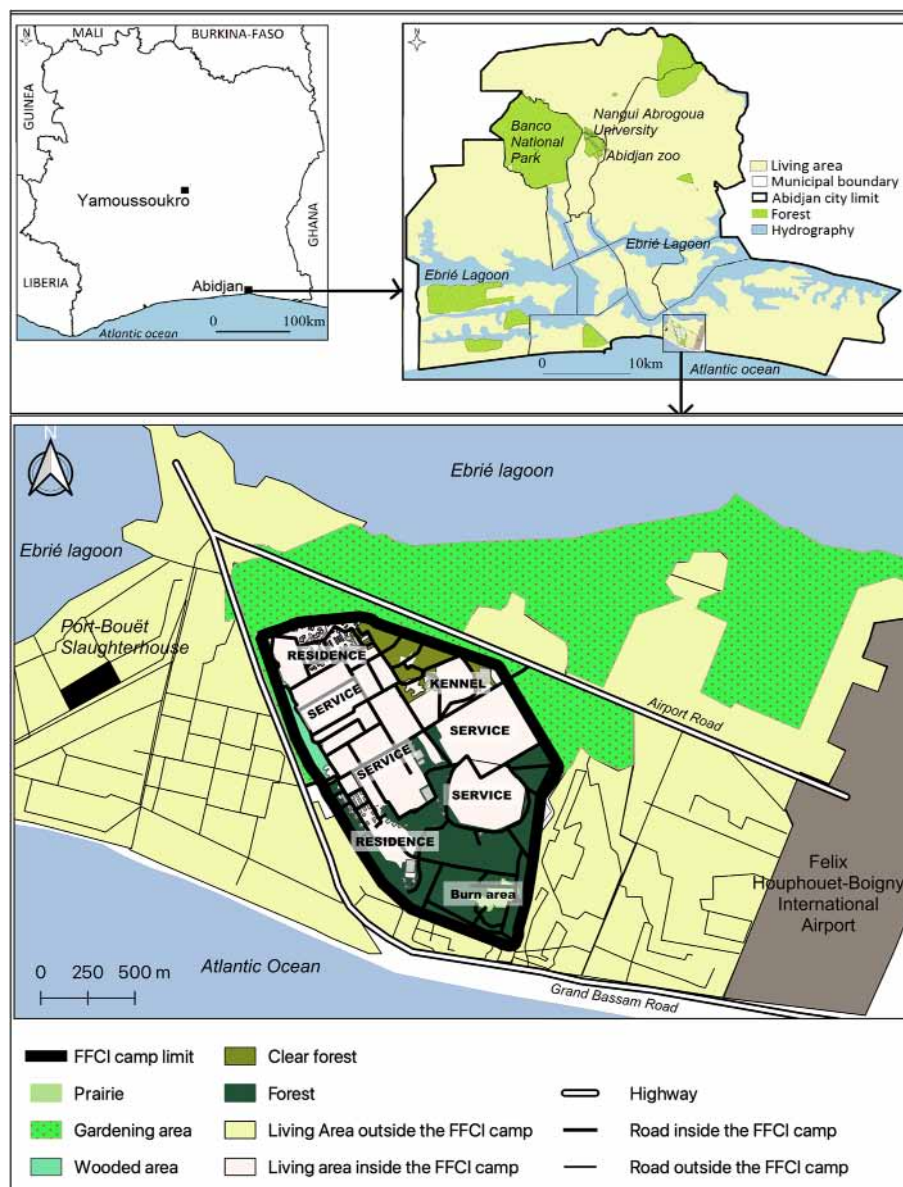 N
MALI
BURKINA-FASO
GUINEA
Yamoussoukro
GHANA
LIBERIA
Abidjan
0 100km
Atlantic ocean
N
Banco
National
Park
Nangui Abrogoua
University
Abidjan zoo
Living area
Municipal boundary
Abidjan city limit
Forest
Hydrography
Ebrié Lagoon
Ebrié Lagoon
0 10km
Atlantic ocean
N
Ebrié lagoon
Ebrié lagoon
Port-Bouët
Slaughterhouse
RESIDENCE
KENNEL
SERVICE
SERVICE
SERVICE
SERVICE
RESIDENCE
Burn area
Airport Road
Felix
Houphouet-Boigny
International
Airport
0 250 500 m
Atlantic Ocean
Grand Bassam Road
FFCI camp limit
Prairie
Gardening area
Wooded area
Clear forest
Forest
Living Area outside the FFCI camp
Living area inside the FFCI camp
Highway
Road inside the FFCI camp
Road outside the FFCI camp